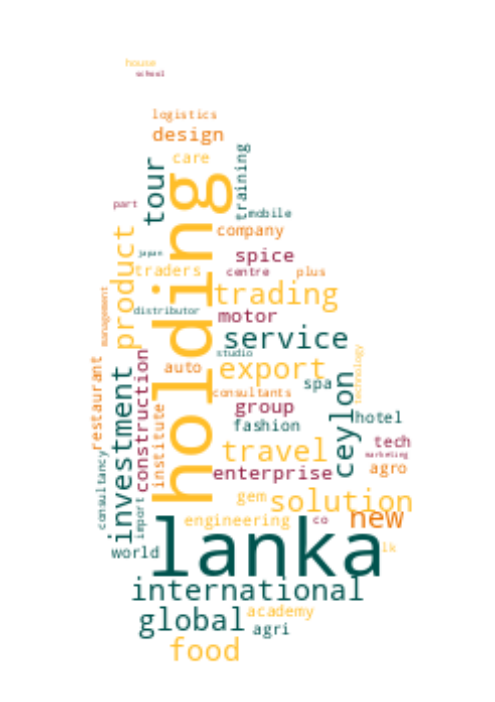 house
school
logistics
design
care
training
tour
holding
part
mobile
company
product
japan
spice
traders
centre
plus
trading
management
distributor
motor
service
studio
export
auto
technology
spa
ceylon
consultants
investment
construction
restaurant
institute
group
hotel
fashion
travel
tech
marketing
enterprise
agro
consultancy
import
gem
solution
engineering
co
new
lanka
world
lk
international
global
academy
agri
food